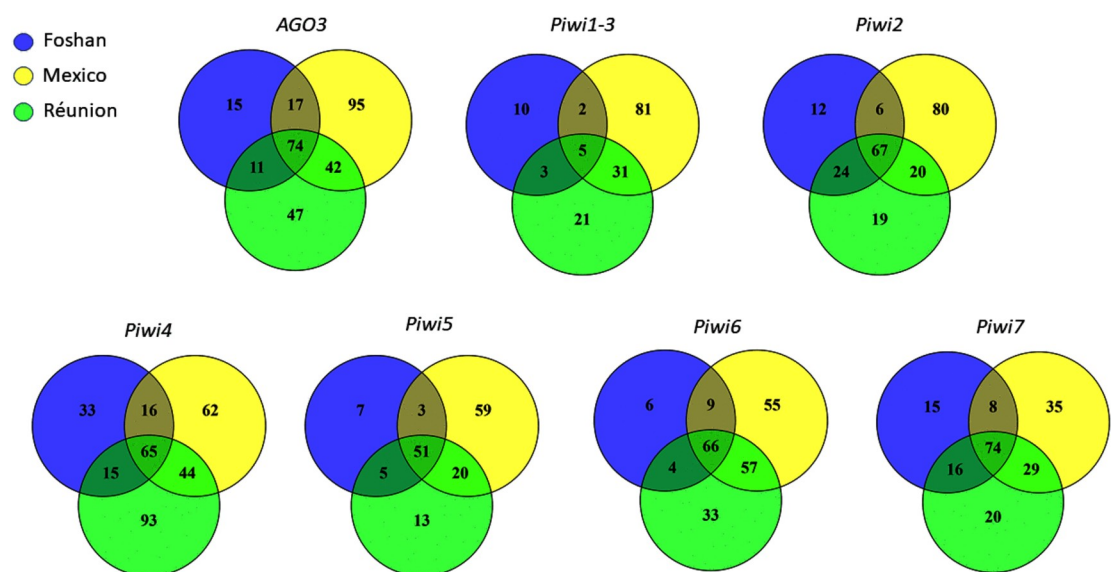 Foshan
Mexico
Réunion
AGO3
15 17 95
74
11 42
47
Piwi1-3
10 2 81
5
3 31
21
Piwi2
12 6 80
67
24 20
19
Piwi4
33 16 62
65
15 44
93
Piwi5
7 3 59
51
5 20
13
Piwi6
6 9 55
66
4 57
33
Piwi7
15 8 35
74
16 29
20